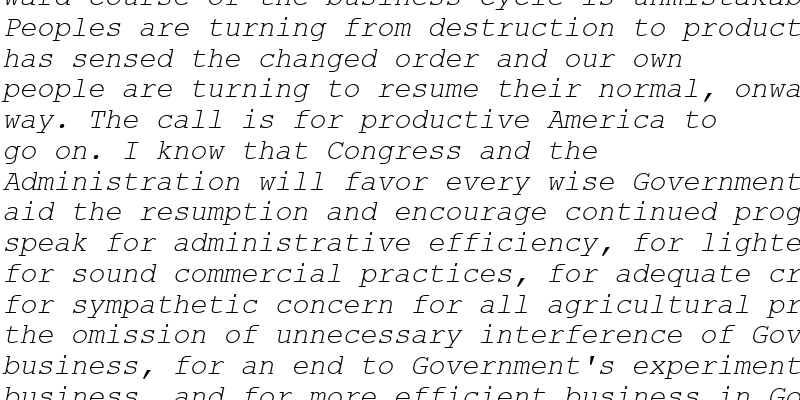 ward course of the business cycle is unmistakab
Peoples are turning from destruction to product
has sensed the changed order and our own
people are turning to resume their normal, onwa
way. The call is for productive America to
go on. I know that Congress and the
Administration will favor every wise Government
aid the resumption and encourage continued prog
speak for administrative efficiency, for lighte
for sound commercial practices, for adequate cr
for sympathetic concern for all agricultural pr
the omission of unnecessary interference of Gov
business, for an end to Government's experiment
business, and for more efficient business in Go